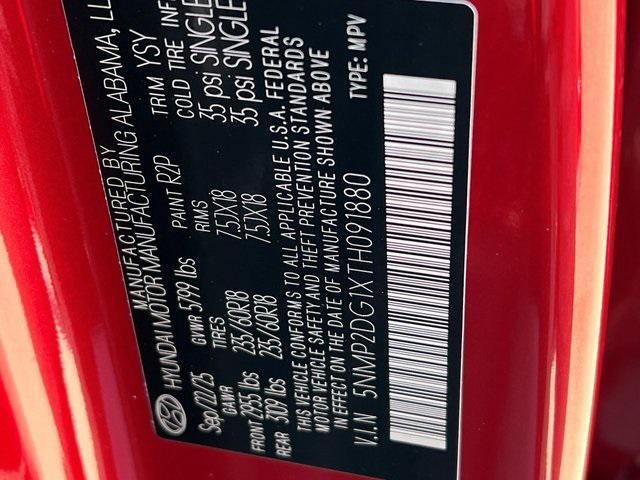 MANUFACTURED BY
HYUNDAI MOTOR MANUFACTURING ALABAMA, LL
Sep/27/25 GVWR 5799 lbs PAINT R2P TRIM YSY
GAWR TIRES RIMS COLD TIRE INF
FRONT 2955 lbs 235/60R18 7.5JX18 35 psi SINGLE
REAR 3109 lbs 235/60R18 7.5JX18 35 psi SINGLE
THIS VEHICLE CONFORMS TO ALL APPLICABLE U.S.A. FEDERAL
MOTOR VEHICLE SAFETY AND THEFT PREVENTION STANDARDS
IN EFFECT ON THE DATE OF MANUFACTURE SHOWN ABOVE
V.I.N 5NMP2DG1XTH091880 TYPE: MPV